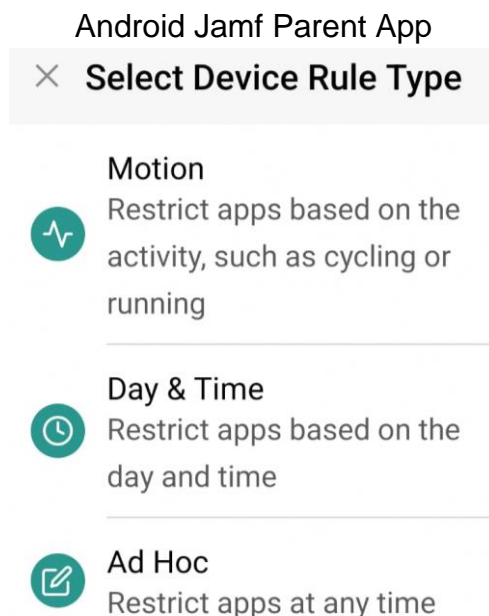 Android Jamf Parent App
Select Device Rule Type
Motion
Restrict apps based on the
activity, such as cycling or
running
Day & Time
Restrict apps based on the
day and time
Ad Hoc
Restrict apps at any time